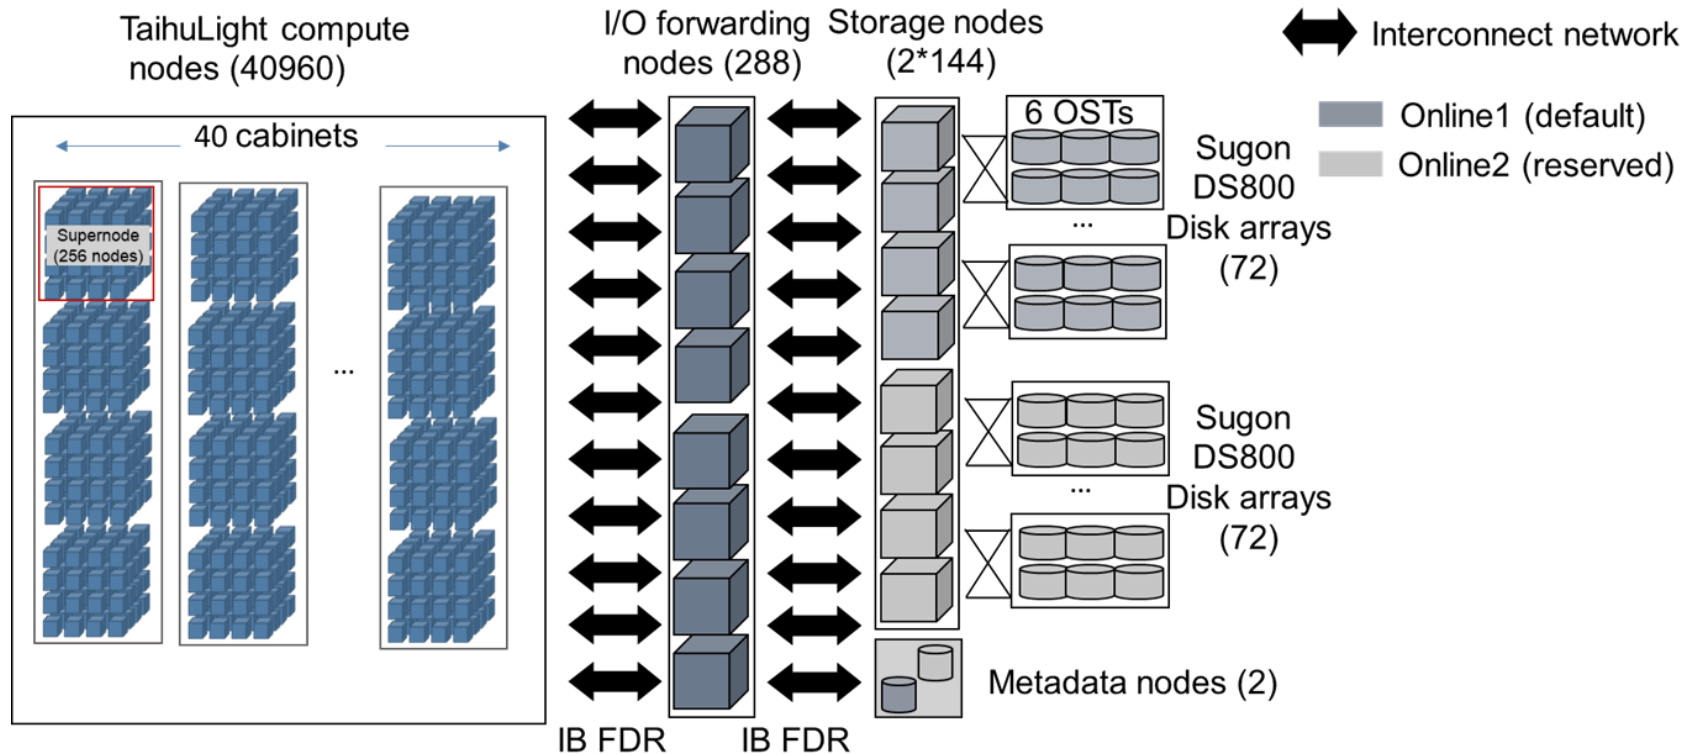 TaihuLight compute
nodes (40960)
I/O forwarding
nodes (288)
Storage nodes
(2*144)
Interconnect network
Online1 (default)
Online2 (reserved)
40 cabinets
Supernode
(256 nodes)
...
6 OSTs
Sugon
DS800
...
Disk arrays
(72)
Sugon
DS800
...
Disk arrays
(72)
Metadata nodes (2)
IB FDR
IB FDR